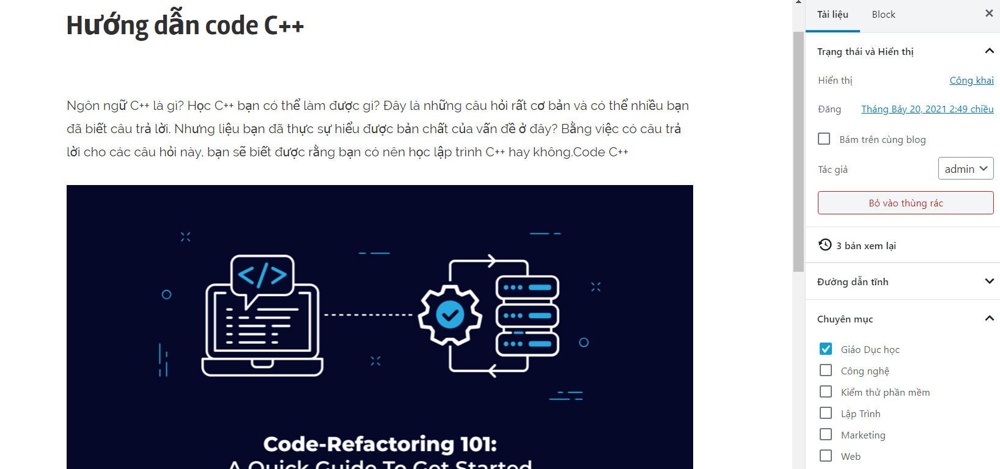 Hướng dẫn code C++
Ngôn ngữ C++ là gì? Học C++ bạn có thể làm được gì? Đây là những câu hỏi rất cơ bản và có thể nhiều bạn
đã biết câu trả lời. Nhưng liệu bạn đã thực sự hiểu được bản chất của vấn đề ở đây? Bằng việc có câu trả
lời cho các câu hỏi này, bạn sẽ biết được rằng bạn có nên học lập trình C++ hay không.Code C++
</>
Code-Refactoring 101:
A Quick Guide To Get Started
Tài liệu
Block
Trạng thái và Hiển thị
Hiển thị
Công khai
Đăng
Tháng Bảy 20, 2021 2:49 chiều
Bám trên cùng blog
Tác giả
admin
Bỏ vào thùng rác
3 bản xem lại
Đường dẫn tĩnh
Chuyên mục
Giáo Dục học
Công nghệ
Kiểm thử phần mềm
Lập Trình
Marketing
Web